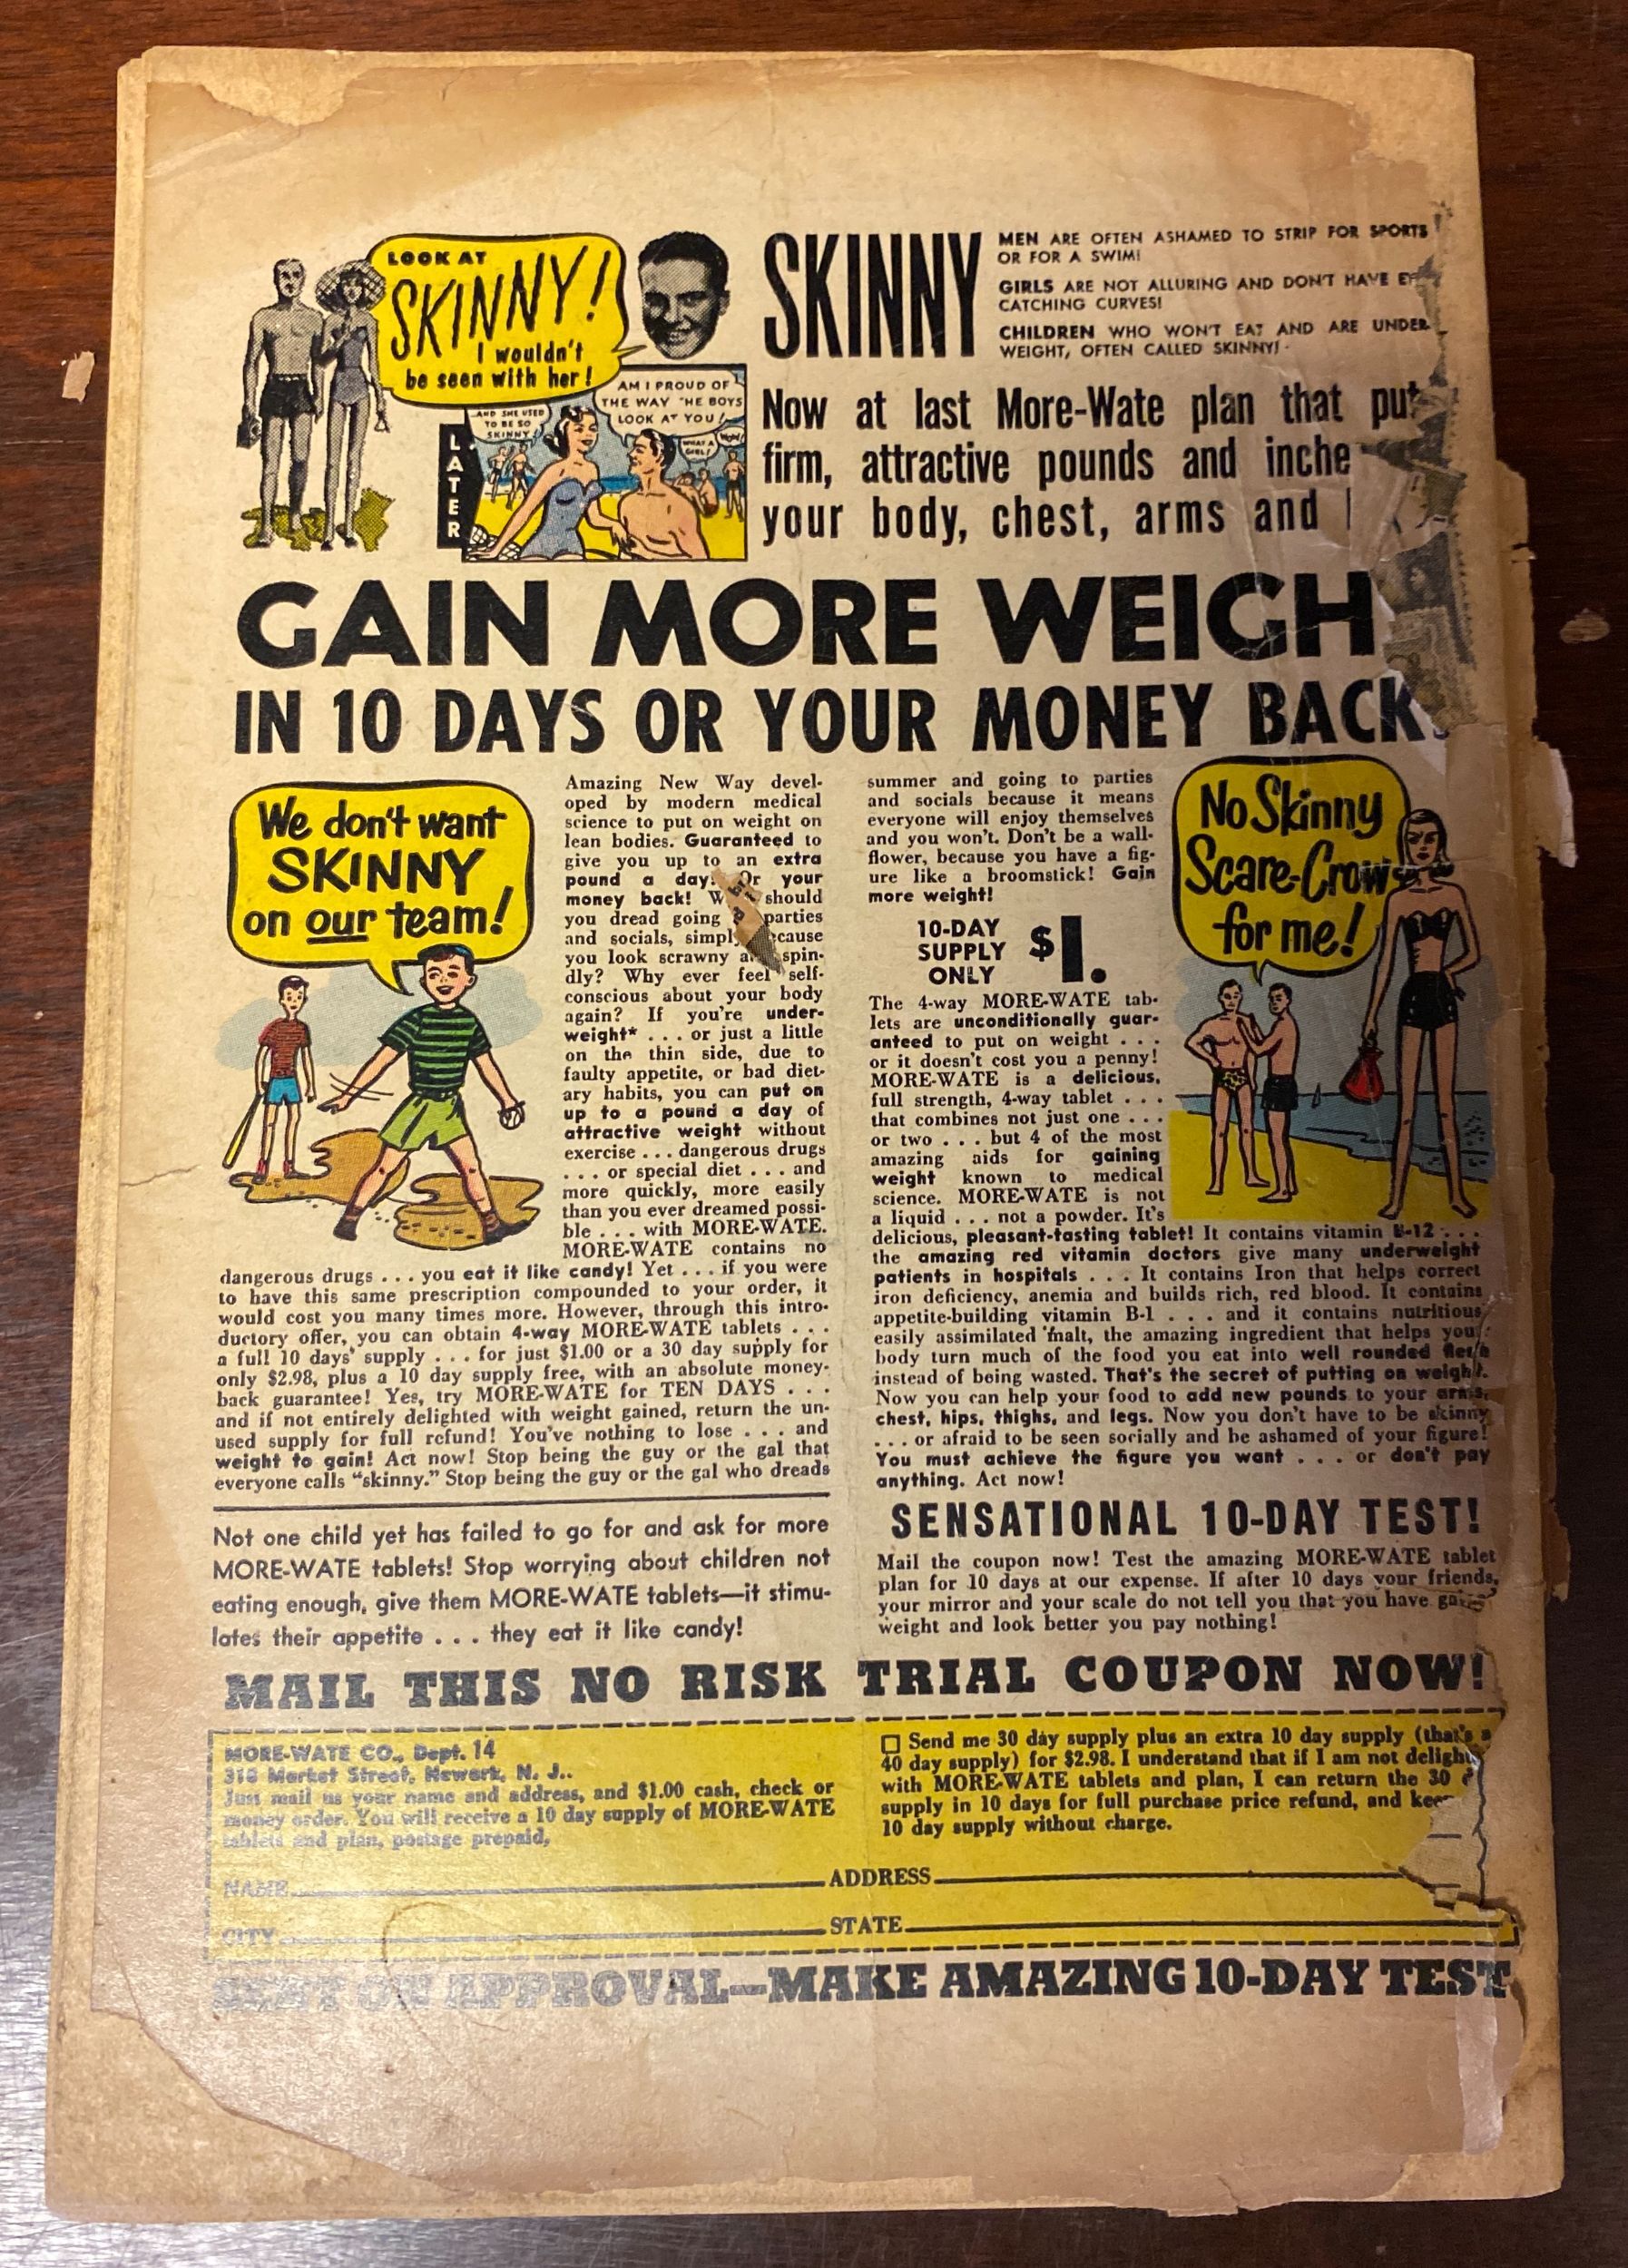 LOOK AT
SKINNY!
I wouldn't
be seen with her!
LATER
AND SHE USED
TO BE SO
SKINNY!
AM I PROUD OF
THE WAY THE BOYS
LOOK AT YOU!
WHAT A
GIRL!
WOW!
SKINNY
MEN ARE OFTEN ASHAMED TO STRIP FOR SPORTS
OR FOR A SWIM!
GIRLS ARE NOT ALLURING AND DON'T HAVE
CATCHING CURVES!
CHILDREN WHO WON'T EAT AND ARE UNDER
WEIGHT, OFTEN CALLED SKINNY!
Now at last More-Wate plan that put
firm, attractive pounds and inche
your body, chest, arms and
GAIN MORE WEIGH
IN 10 DAYS OR YOUR MONEY BACK!
We don't want
SKINNY
on our team!
Amazing New Way devel-
oped by modern medical
science to put on weight on
lean bodies. Guaranteed to
give you up to an extra
pound a day! Or your
money back! should
you dread going parties
and socials, simply because
you look scrawny spin-
dly? Why ever feel self-
conscious about your body
again? If you're under-
weight* . . . or just a little
on the thin side, due to
faulty appetite, or bad diet-
ary habits, you can put on
up to a pound a day of
attractive weight without
exercise . . . dangerous drugs
. . . or special diet . . . and
more quickly, more easily
than you ever dreamed possi-
ble . . . with MORE-WATE.
MORE-WATE contains no
dangerous drugs . . . you eat it like candy! Yet . . . if you were
to have this same prescription compounded to your order, it
would cost you many times more. However, through this intro-
ductory offer, you can obtain 4-way MORE-WATE tablets . . .
a full 10 days' supply . . . for just $1.00 or a 30 day supply for
only $2.98, plus a 10 day supply free, with an absolute money-
back guarantee! Yes, try MORE-WATE for TEN DAYS . . .
and if not entirely delighted with weight gained, return the un-
used supply for full refund! You've nothing to lose . . . and
weight to gain! Act now! Stop being the guy or the gal that
everyone calls "skinny." Stop being the guy or the gal who dreads
summer and going to parties
and socials because it means
everyone will enjoy themselves
and you won't. Don't be a wall-
flower, because you have a fig-
ure like a broomstick! Gain
more weight!
10-DAY
SUPPLY
ONLY
$1.
No Skinny
Scare-Crows
for me!
The 4-way MORE-WATE tab-
lets are unconditionally guar-
anteed to put on weight . . .
or it doesn't cost you a penny!
MORE-WATE is a delicious,
full strength, 4-way tablet . . .
that combines not just one . . .
or two . . . but 4 of the most
amazing aids for gaining
weight known to medical
science. MORE-WATE is not
a liquid . . . not a powder. It's
delicious, pleasant-tasting tablet! It contains vitamin B-12 . . .
the amazing red vitamin doctors give many underweight
patients in hospitals . . . It contains Iron that helps correct
iron deficiency, anemia and builds rich, red blood. It contains
appetite-building vitamin B-1 . . . and it contains nutritious
easily assimilated malt, the amazing ingredient that helps your
body turn much of the food you eat into well rounded flesh
instead of being wasted. That's the secret of putting on weight.
Now you can help your food to add new pounds to your arms,
chest, hips, thighs, and legs. Now you don't have to be skinny
. . . or afraid to be seen socially and be ashamed of your figure!
You must achieve the figure you want . . . or don't pay
anything. Act now!
Not one child yet has failed to go for and ask for more
MORE-WATE tablets! Stop worrying about children not
eating enough, give them MORE-WATE tablets—it stimu-
lates their appetite . . . they eat it like candy!
SENSATIONAL 10-DAY TEST!
Mail the coupon now! Test the amazing MORE-WATE tablet
plan for 10 days at our expense. If after 10 days your friends,
your mirror and your scale do not tell you that you have gained
weight and look better you pay nothing!
MAIL THIS NO RISK TRIAL COUPON NOW!
MORE-WATE CO., Dept. 14
318 Market Street, Newark, N. J..
Just mail us your name and address, and $1.00 cash, check or
money order. You will receive a 10 day supply of MORE-WATE
tablets and plan, postage prepaid,
☐ Send me 30 day supply plus an extra 10 day supply (that's a
40 day supply) for $2.98. I understand that if I am not delight
with MORE-WATE tablets and plan, I can return the 30 d
supply in 10 days for full purchase price refund, and keep
10 day supply without charge.
NAME ADDRESS
CITY STATE
SENT ON APPROVAL—MAKE AMAZING 10-DAY TEST